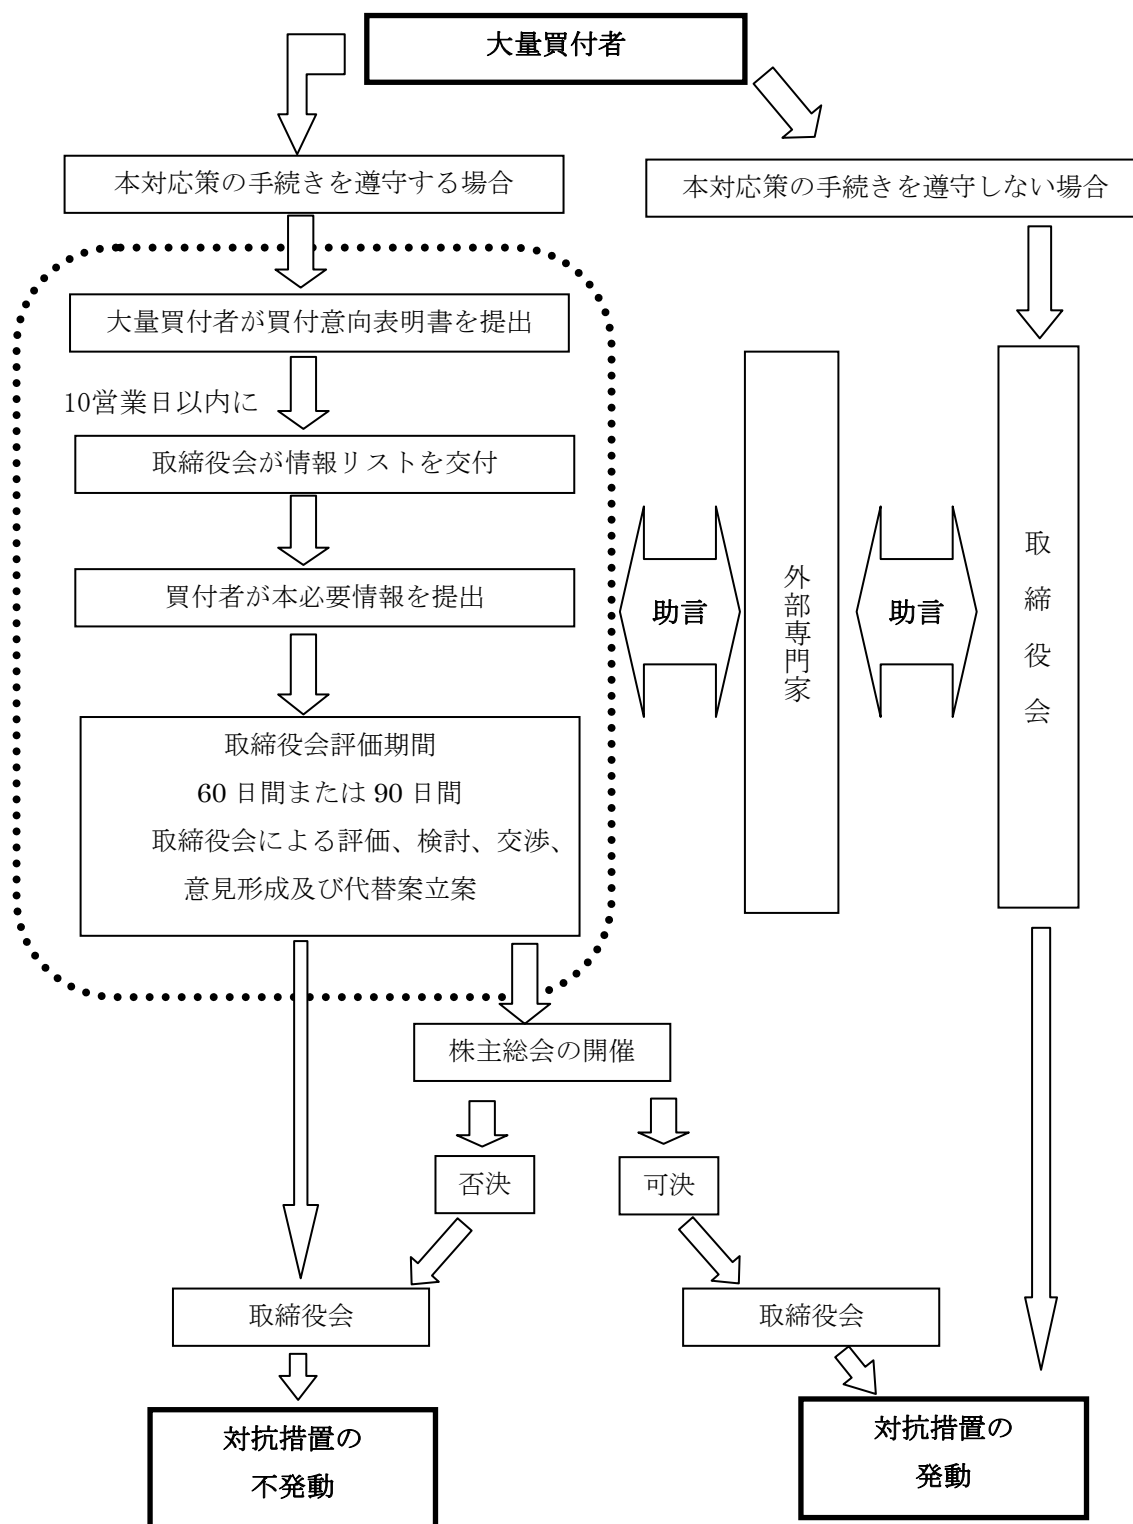 大量買付者
本対応策の手続きを遵守する場合
本対応策の手続きを遵守しない場合
大量買付者が買付意向表明書を提出
10営業日以内に
取締役会が情報リストを交付
買付者が本必要情報を提出
取締役会評価期間
60 日間または 90 日間
取締役会による評価、検討、交渉、
意見形成及び代替案立案
助言
外部専門家
助言
取締役会
株主総会の開催
否決
可決
取締役会
取締役会
対抗措置の
不発動
対抗措置の
発動